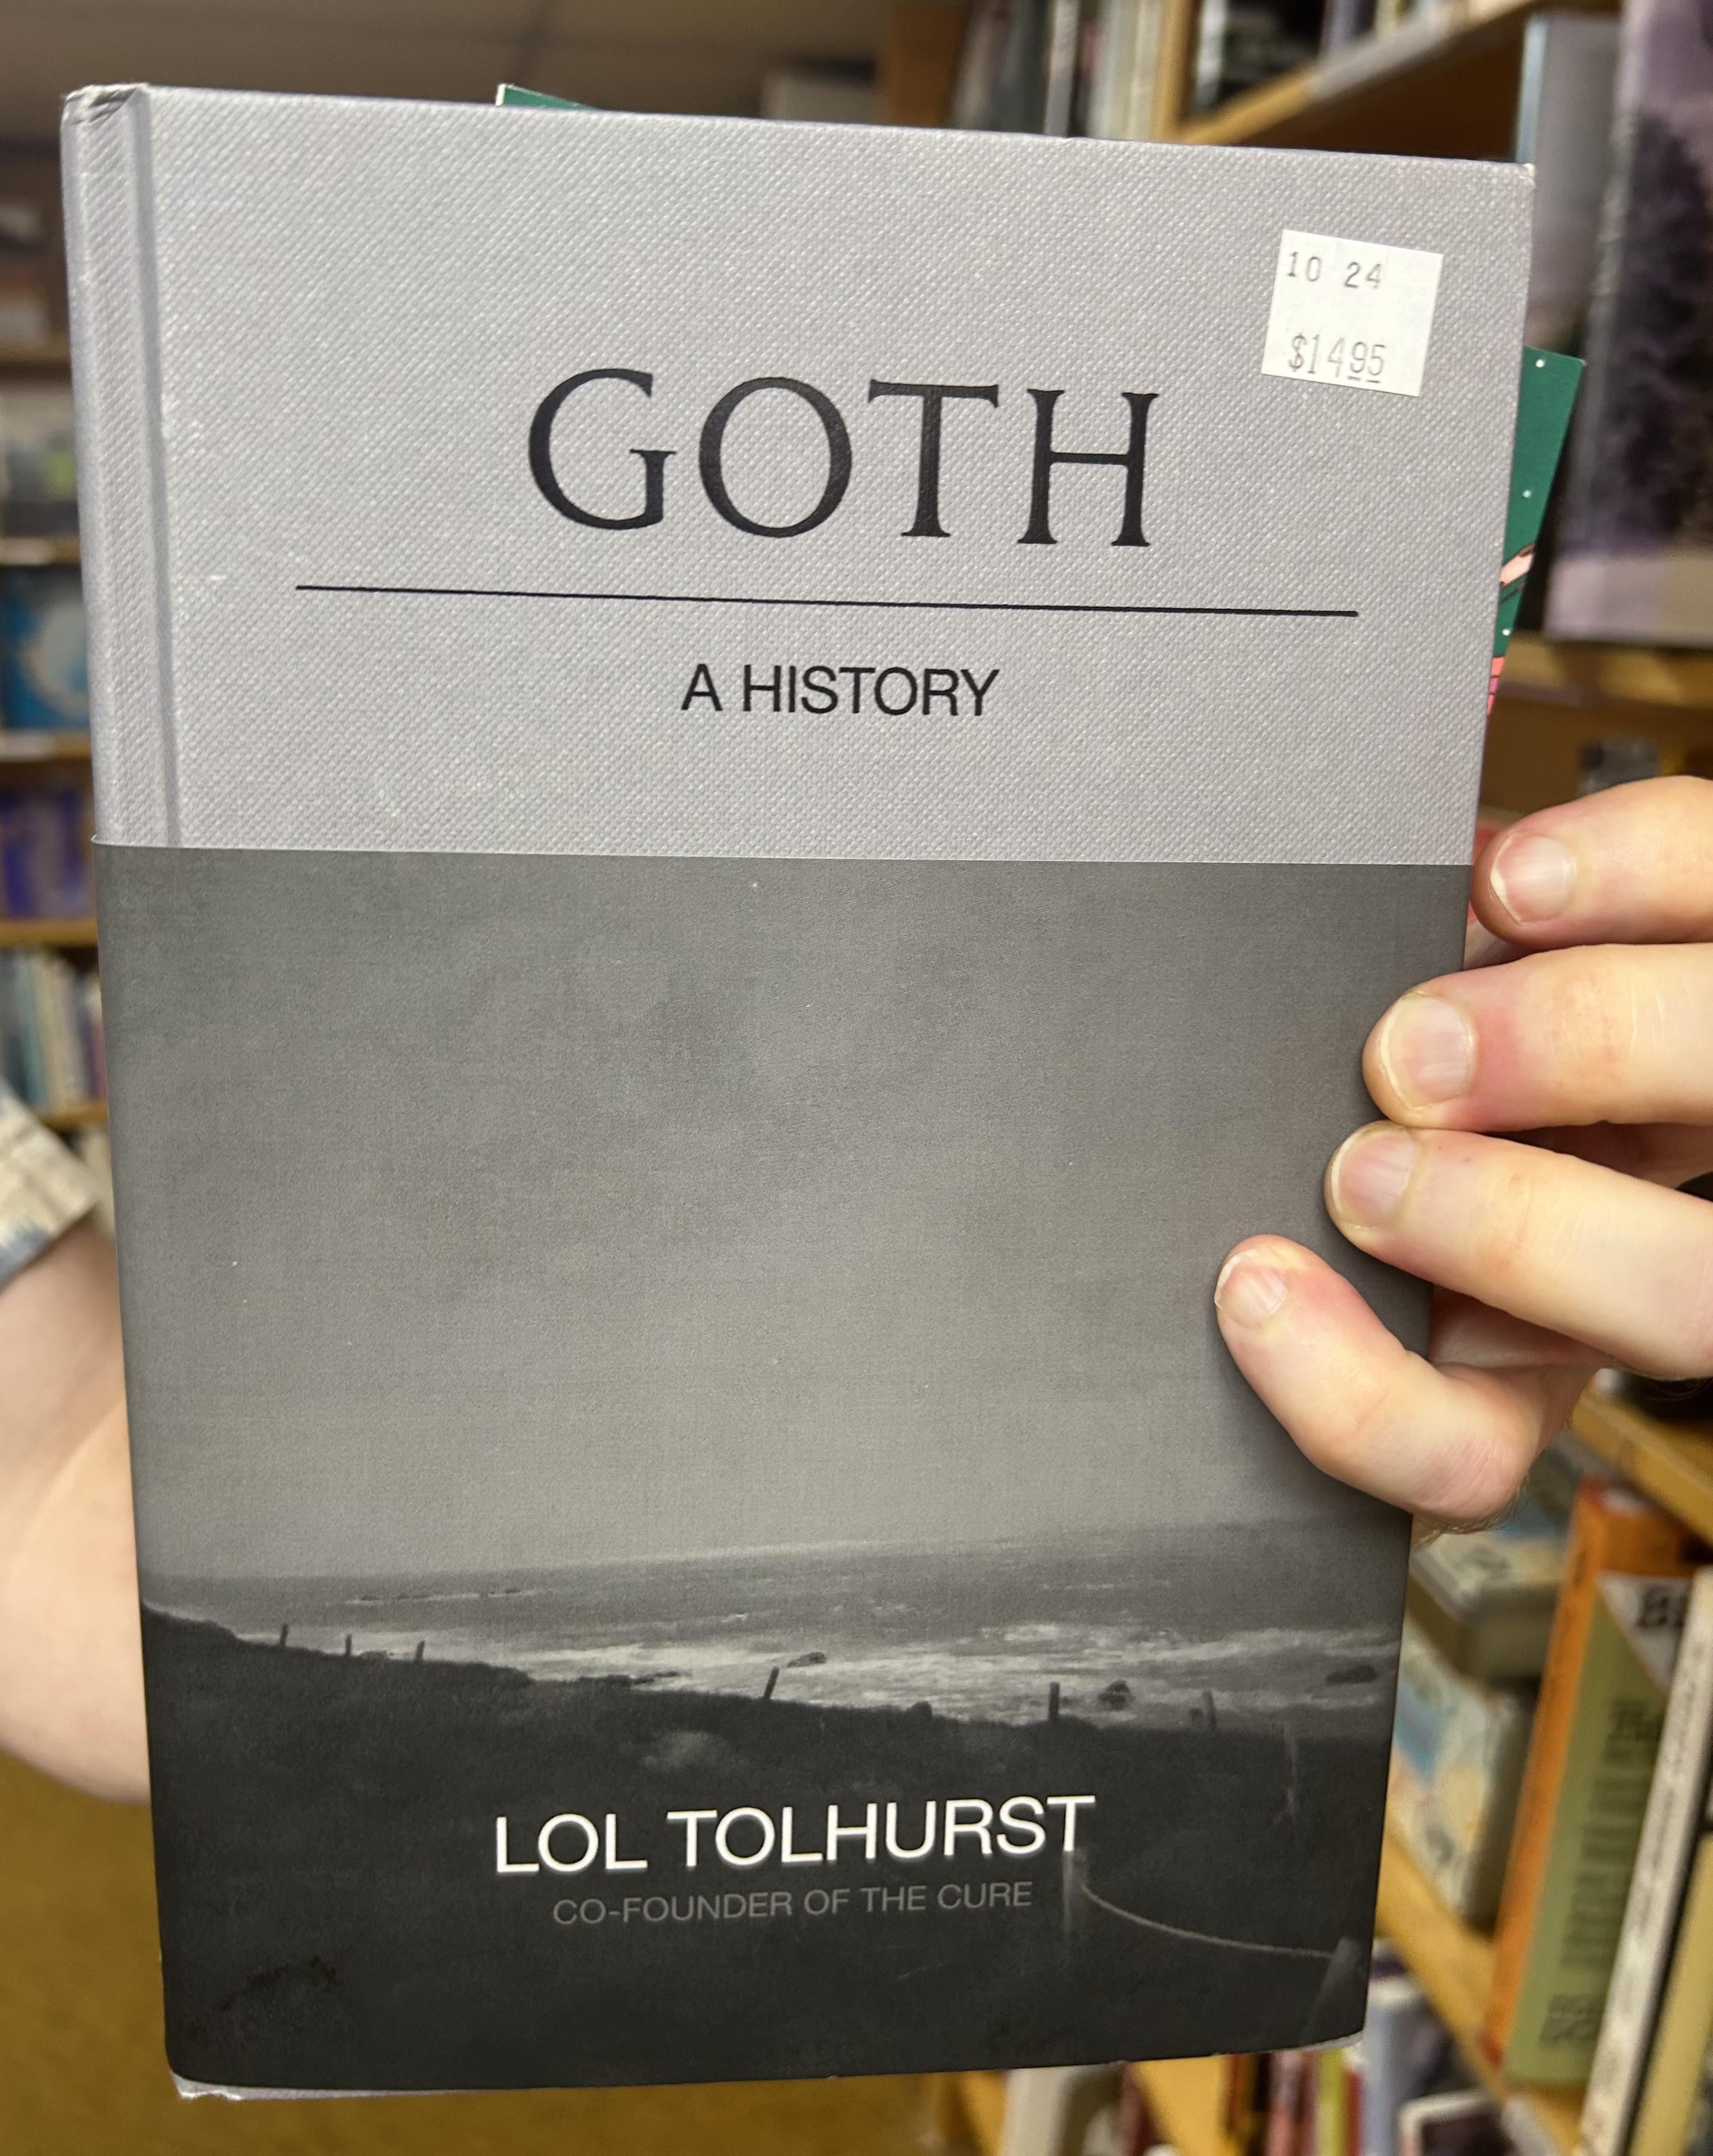 10 24
$14.95
GOTH
A HISTORY
LOL TOLHURST
CO-FOUNDER OF THE CURE